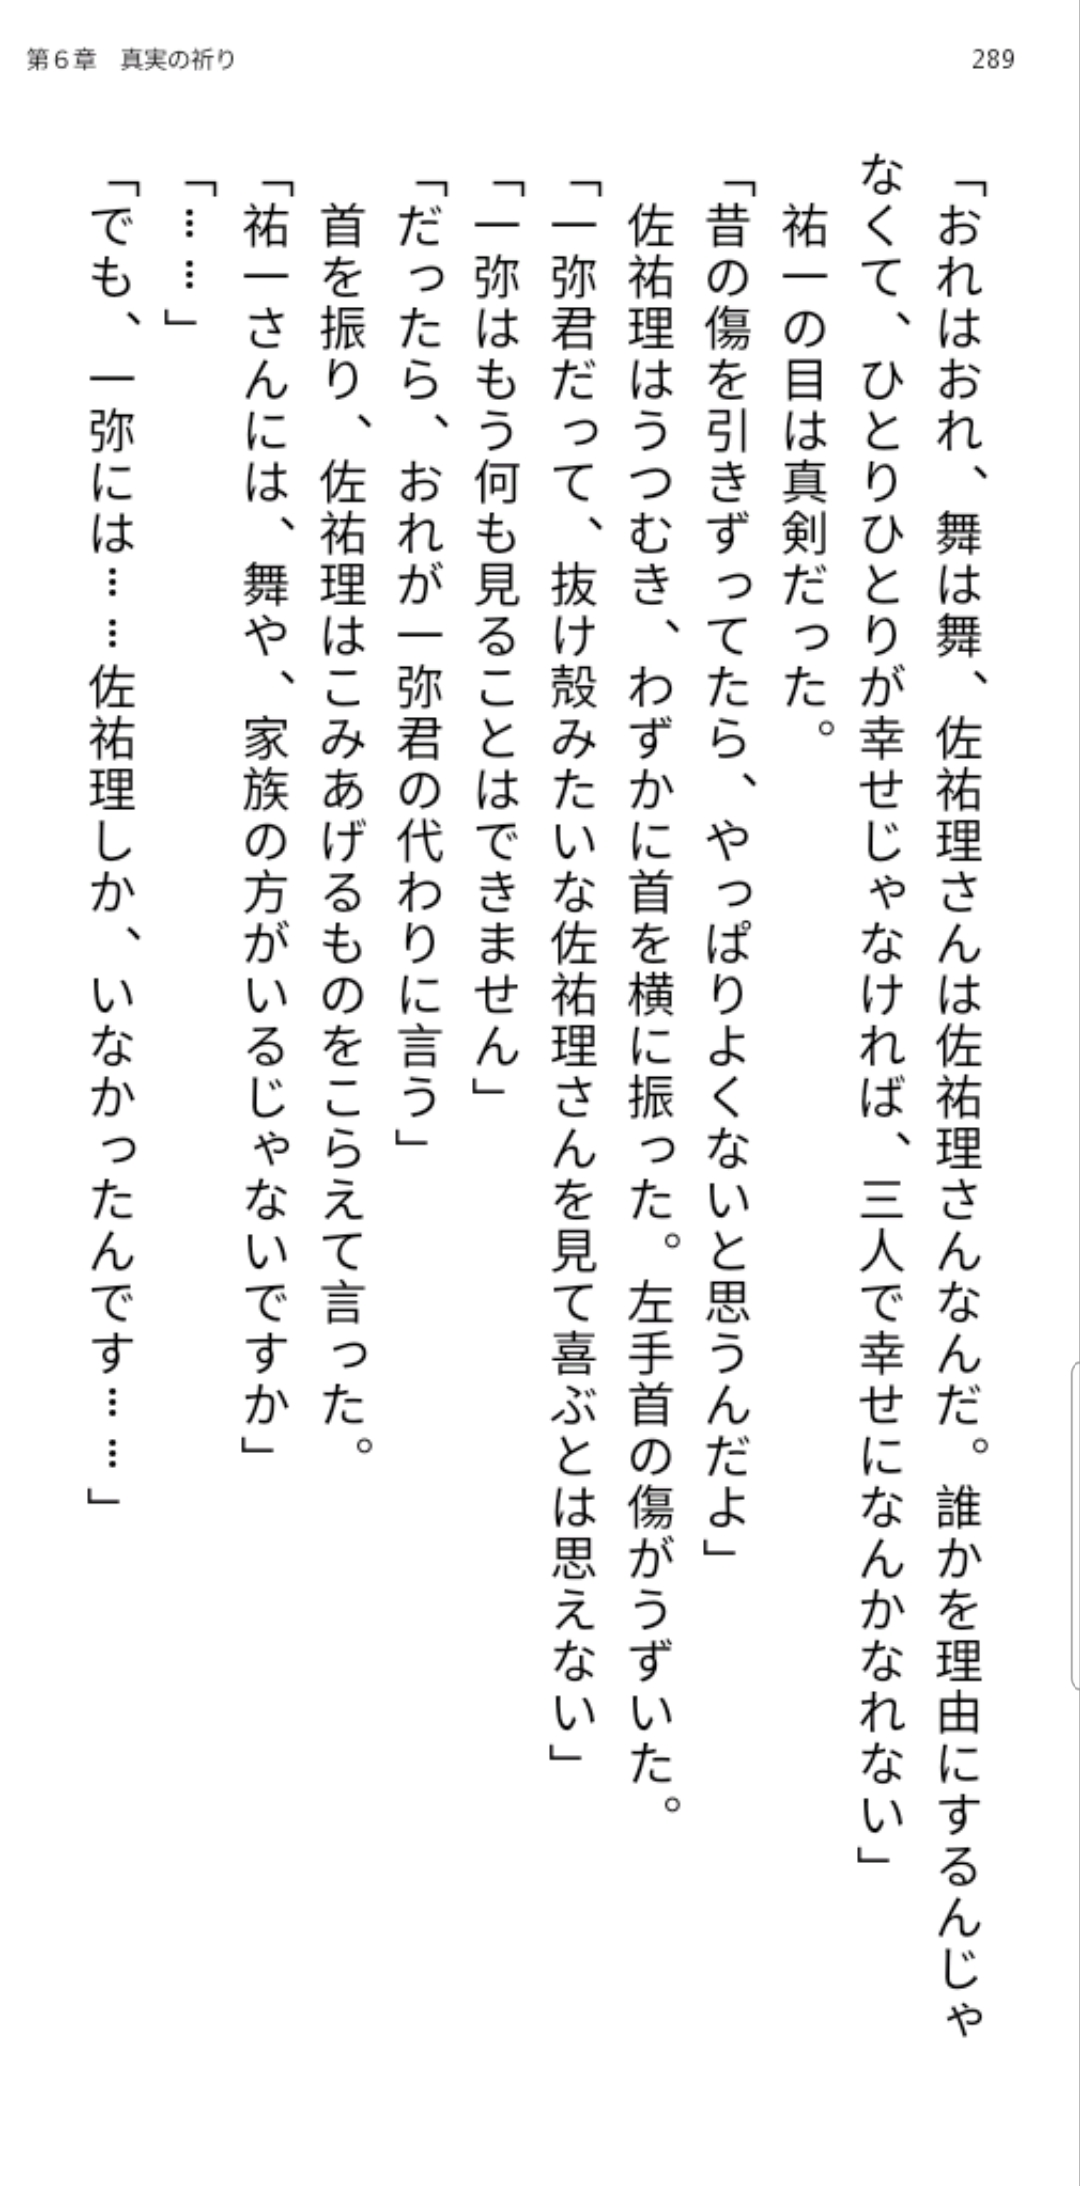 第6章　真実の祈り
289
「おれはおれ、舞は舞、佐祐理さんは佐祐理さんなんだ。誰かを理由にするんじゃ
なくて、ひとりひとりが幸せじゃなければ、三人で幸せになんかなれない」
　祐一の目は真剣だった。
「昔の傷を引きずってたら、やっぱりよくないと思うんだよ」
　佐祐理はうつむき、わずかに首を横に振った。左手首の傷がうずいた。
「一弥君だって、抜け殻みたいな佐祐理さんを見て喜ぶとは思えない」
「一弥はもう何も見ることはできません」
「だったら、おれが一弥君の代わりに言う」
　首を振り、佐祐理はこみあげるものをこらえて言った。
「祐一さんには、舞や、家族の方がいるじゃないですか」
「……」
「でも、一弥には……佐祐理しか、いなかったんです……」